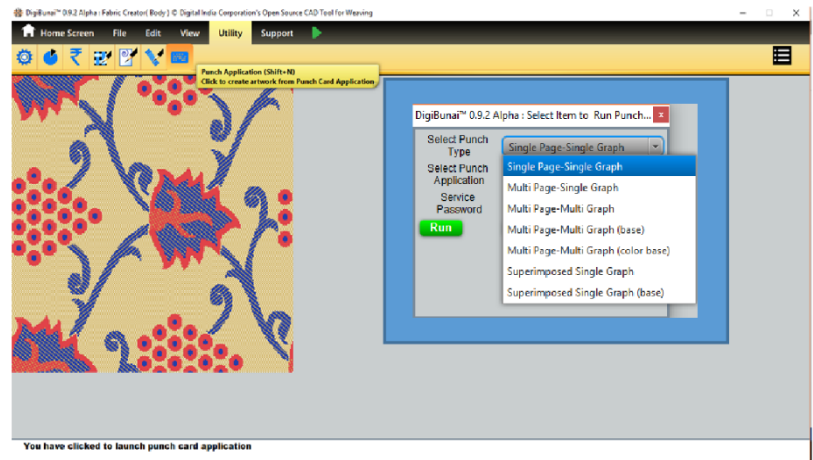 DigiBunai™ 0.9.2 Alpha : Fabric Creator( Body ) © Digital India Corporation's Open Source CAD Tool for Weaving
Home Screen File Edit View Utility Support
Punch Application (Shift+N)
Click to create artwork from Punch Card Application
DigiBunai™ 0.9.2 Alpha : Select Item to Run Punch... x
Select Punch
Type
Single Page-Single Graph
Select Punch
Application
Service
Password
Run
Single Page-Single Graph
Multi Page-Single Graph
Multi Page-Multi Graph
Multi Page-Multi Graph (base)
Multi Page-Multi Graph (color base)
Superimposed Single Graph
Superimposed Single Graph (base)
You have clicked to launch punch card application